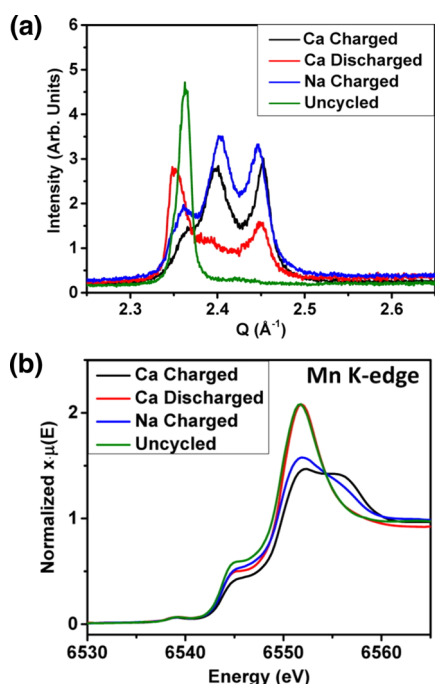 (a)
Ca Charged
Ca Discharged
Na Charged
Uncycled
Intensity (Arb. Units)
6
5
4
3
2
1
0
2.3 2.4 2.5 2.6
Q (Å⁻¹)
(b)
Ca Charged
Ca Discharged
Na Charged
Uncycled
Mn K-edge
Normalized x·μ(E)
2
1
0
6530 6540 6550 6560
Energy (eV)